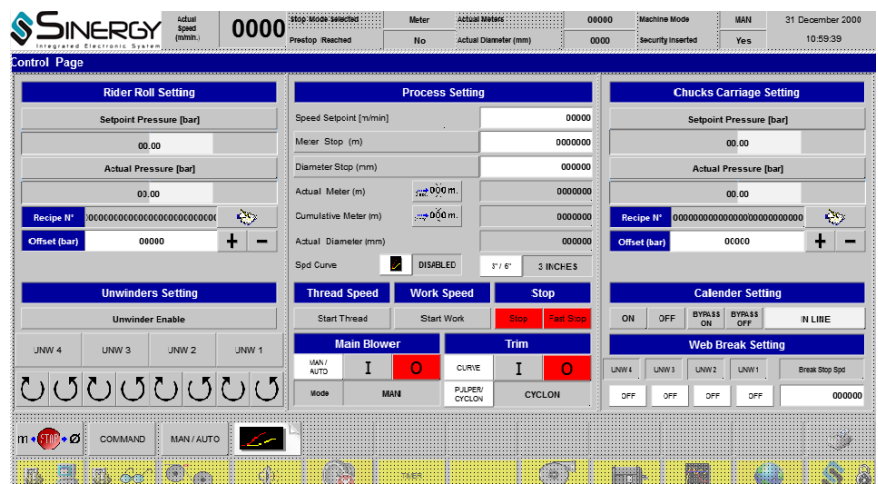 SINERGY
Integrated Electronic System
Actual Speed (m/min.)
0000
Stop Mode Selected
Meter
Actual Meters
00000
Machine Mode
MAN
31 December 2000
Prestop Reached
No
Actual Diameter (mm)
0000
Security Inserted
Yes
10:59:39
Control Page
Rider Roll Setting
Setpoint Pressure [bar]
00.00
Actual Pressure [bar]
00.00
Recipe N°
Offset (bar)
00000
+ −
Process Setting
Speed Setpoint [m/min]
00000
Meter Stop (m)
0000000
Diameter Stop (mm)
000000
Actual Meter (m)
000 m.
0000000
Cumulative Meter (m)
000 m.
0000000
Actual Diameter (mm)
000000
Spd Curve
DISABLED
3"/ 6"
3 INCHES
Chucks Carriage Setting
Setpoint Pressure [bar]
00.00
Actual Pressure [bar]
00.00
Recipe N°
Offset (bar)
00000
+ −
Unwinders Setting
Unwinder Enable
UNW 4
UNW 3
UNW 2
UNW 1
Thread Speed
Work Speed
Stop
Start Thread
Start Work
Stop
Fast Stop
Main Blower
Trim
MAN / AUTO
I
O
CURVE
I
O
Mode
MAN
PULPER/ CYCLON
CYCLON
Calender Setting
ON
OFF
BYPASS ON
BYPASS OFF
IN LINE
Web Break Setting
UNW 4
UNW 3
UNW 2
UNW 1
Break Stop Spd
OFF
OFF
OFF
OFF
000000
m STOP Ø
COMMAND
MAN / AUTO
TIMER